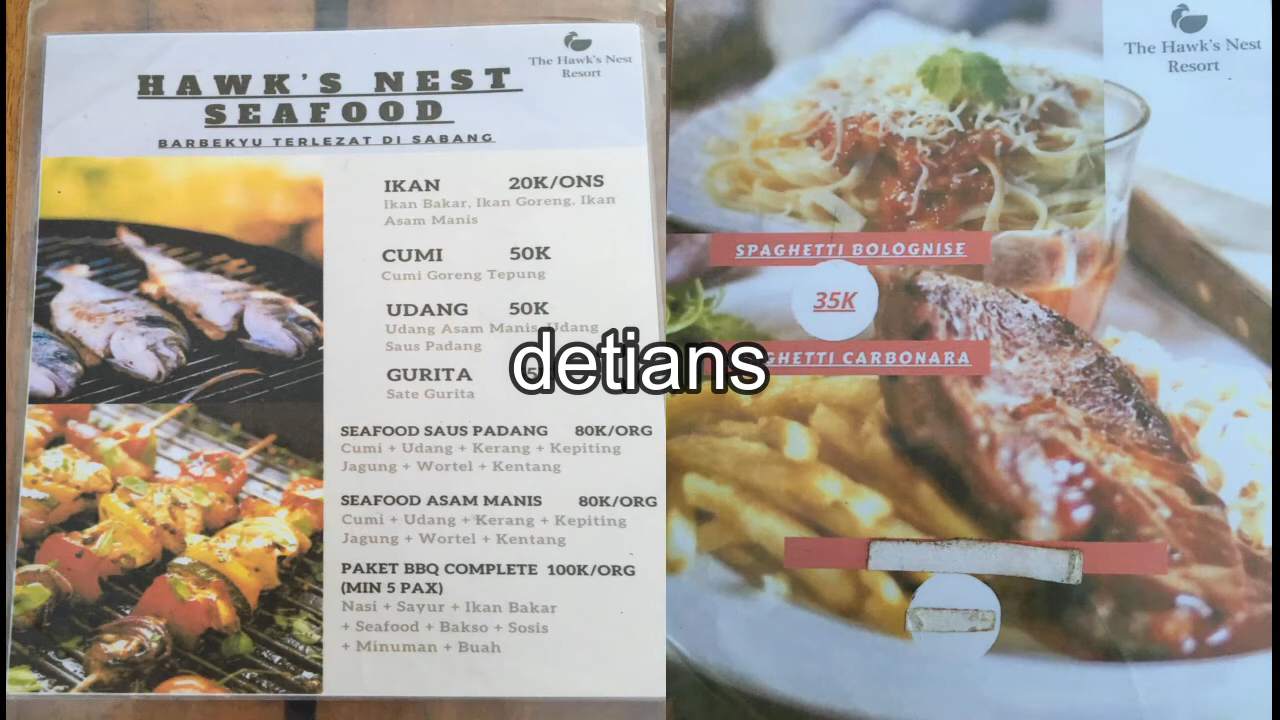 The Hawk's Nest
Resort
HAWK'S NEST
SEAFOOD
BARBEKYU TERLEZAT DI SABANG
IKAN 20K/ONS
Ikan Bakar, Ikan Goreng, Ikan
Asam Manis
CUMI 50K
Cumi Goreng Tepung
UDANG 50K
Udang Asam Manis, Udang
Saus Padang
GURITA
Sate Gurita
SEAFOOD SAUS PADANG 80K/ORG
Cumi + Udang + Kerang + Kepiting
Jagung + Wortel + Kentang
SEAFOOD ASAM MANIS 80K/ORG
Cumi + Udang + Kerang + Kepiting
Jagung + Wortel + Kentang
PAKET BBQ COMPLETE 100K/ORG
(MIN 5 PAX)
Nasi + Sayur + Ikan Bakar
+ Seafood + Bakso + Sosis
+ Minuman + Buah
detians
The Hawk's Nest
Resort
SPAGHETTI BOLOGNISE
35K
CARBONARA